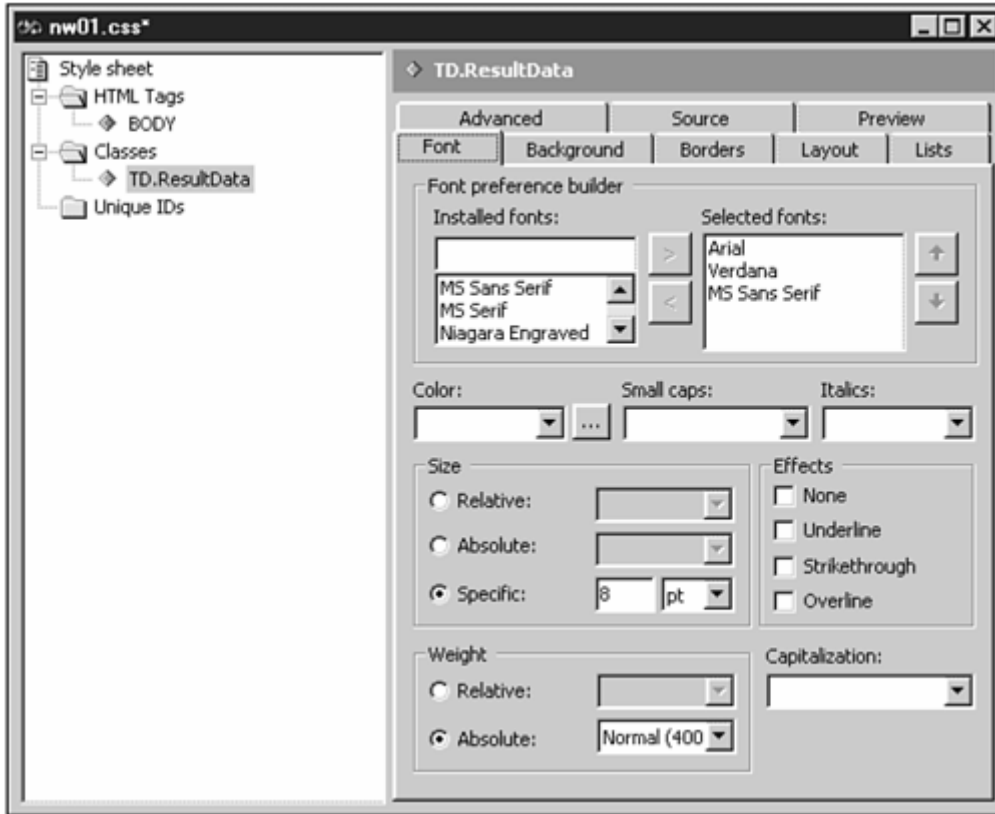 nw01.css*
Style sheet
HTML Tags
BODY
Classes
TD.ResultData
Unique IDs
TD.ResultData
Advanced Source Preview
Font Background Borders Layout Lists
Font preference builder
Installed fonts: Selected fonts:
MS Sans Serif
MS Serif
Niagara Engraved
>
<
Arial
Verdana
MS Sans Serif
Color: Small caps: Italics:
...
Size
Relative:
Absolute:
Specific: 8 pt
Effects
None
Underline
Strikethrough
Overline
Weight
Relative:
Absolute: Normal (400
Capitalization: